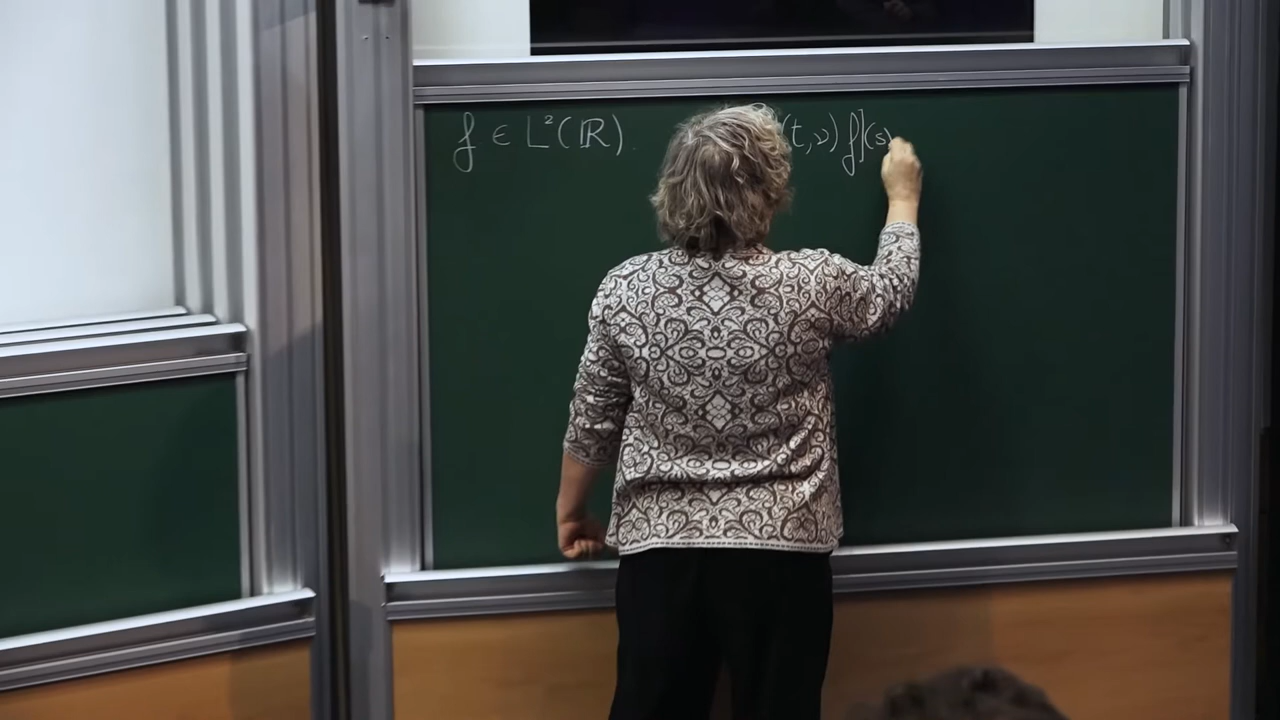 f ∈ L²(ℝ). (t,ν)f](s)